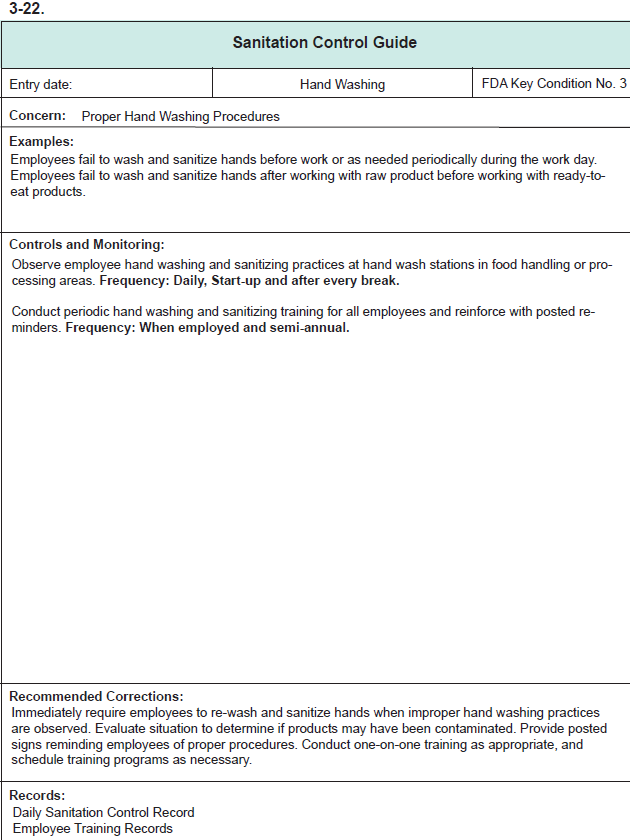 3-22.
Sanitation Control Guide
Entry date:
Hand Washing
FDA Key Condition No. 3
Concern: Proper Hand Washing Procedures
Examples:
Employees fail to wash and sanitize hands before work or as needed periodically during the work day.
Employees fail to wash and sanitize hands after working with raw product before working with ready-to-
eat products.
Controls and Monitoring:
Observe employee hand washing and sanitizing practices at hand wash stations in food handling or pro-
cessing areas. Frequency: Daily, Start-up and after every break.
Conduct periodic hand washing and sanitizing training for all employees and reinforce with posted re-
minders. Frequency: When employed and semi-annual.
Recommended Corrections:
Immediately require employees to re-wash and sanitize hands when improper hand washing practices
are observed. Evaluate situation to determine if products may have been contaminated. Provide posted
signs reminding employees of proper procedures. Conduct one-on-one training as appropriate, and
schedule training programs as necessary.
Records:
Daily Sanitation Control Record
Employee Training Records